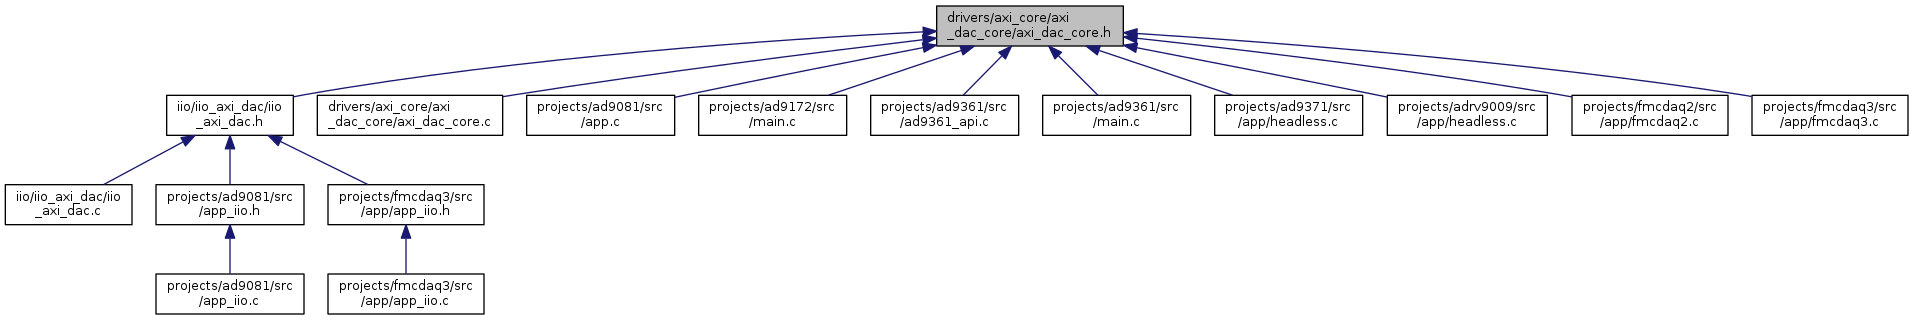 drivers/axi_core/axi
_dac_core/axi_dac_core.h
iio/iio_axi_dac/iio
_axi_dac.h
drivers/axi_core/axi
_dac_core/axi_dac_core.c
projects/ad9081/src
/app.c
projects/ad9172/src
/main.c
projects/ad9361/src
/ad9361_api.c
projects/ad9361/src
/main.c
projects/ad9371/src
/app/headless.c
projects/adrv9009/src
/app/headless.c
projects/fmcdaq2/src
/app/fmcdaq2.c
projects/fmcdaq3/src
/app/fmcdaq3.c
iio/iio_axi_dac/iio
_axi_dac.c
projects/ad9081/src
/app_iio.h
projects/fmcdaq3/src
/app/app_iio.h
projects/ad9081/src
/app_iio.c
projects/fmcdaq3/src
/app/app_iio.c